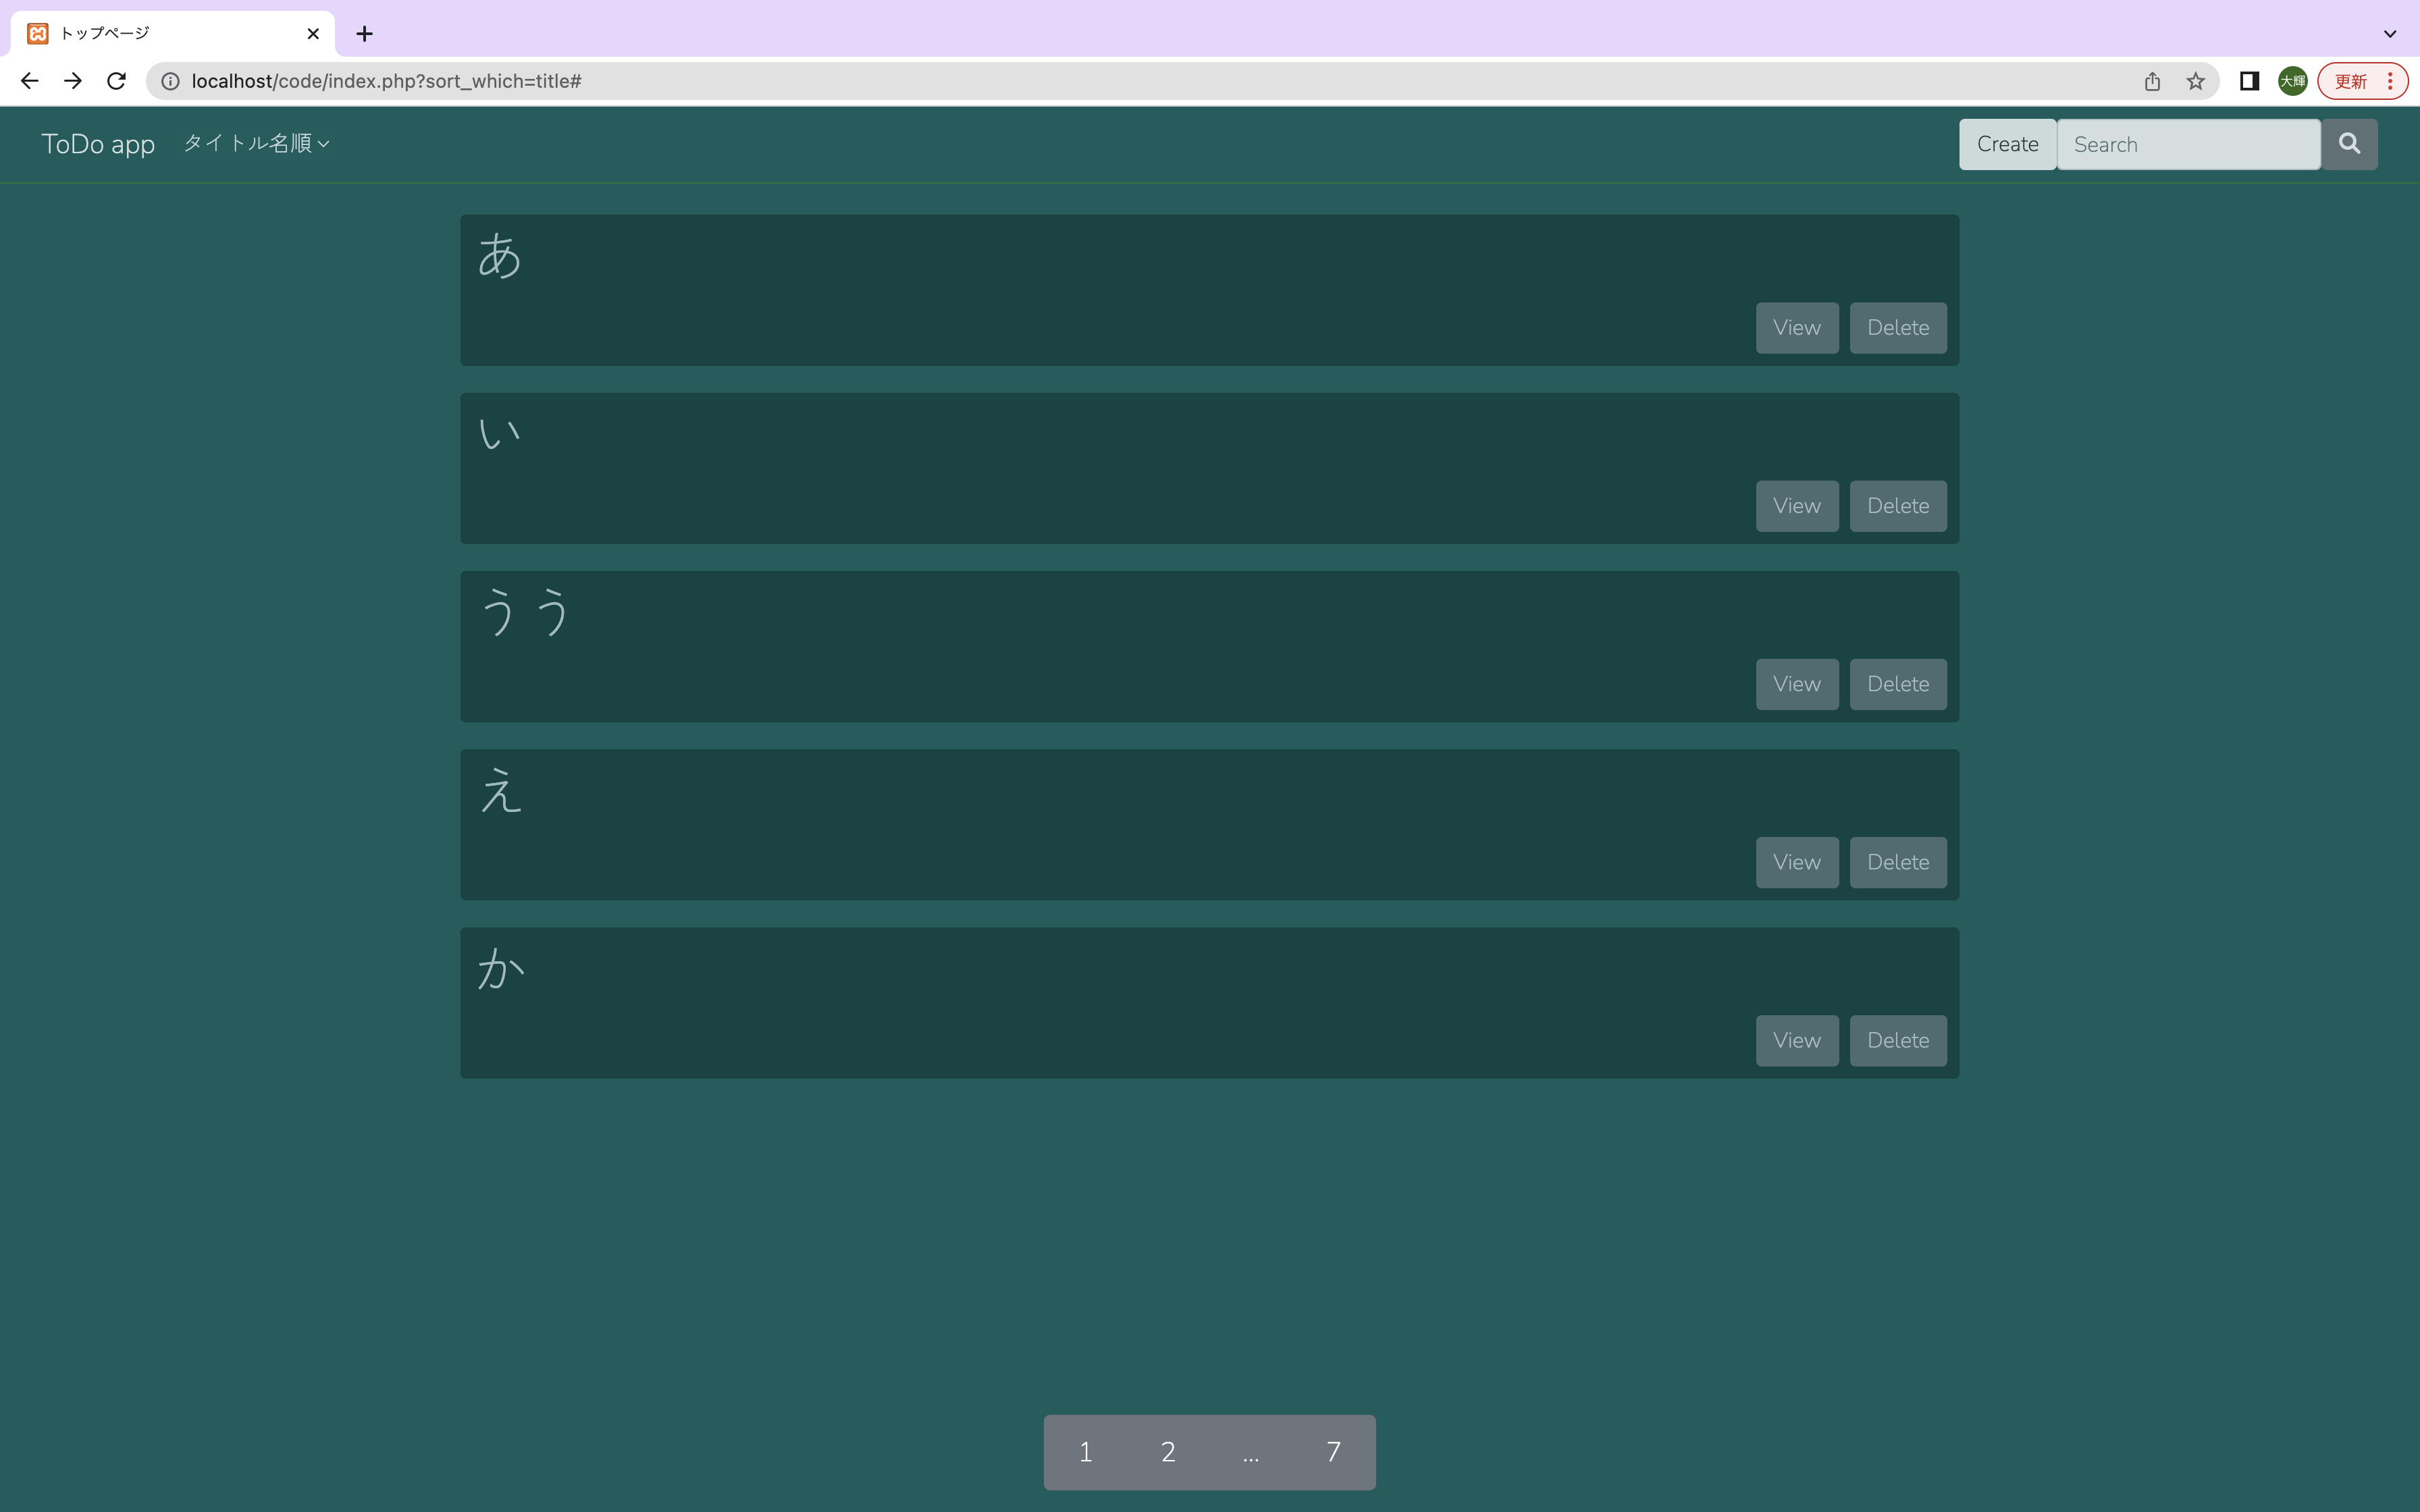 トップページ
localhost/code/index.php?sort_which=title#
大輝
更新
ToDo app
タイトル名順
Create
Search
あ
View
Delete
い
View
Delete
うう
View
Delete
え
View
Delete
か
View
Delete
1 2 ... 7